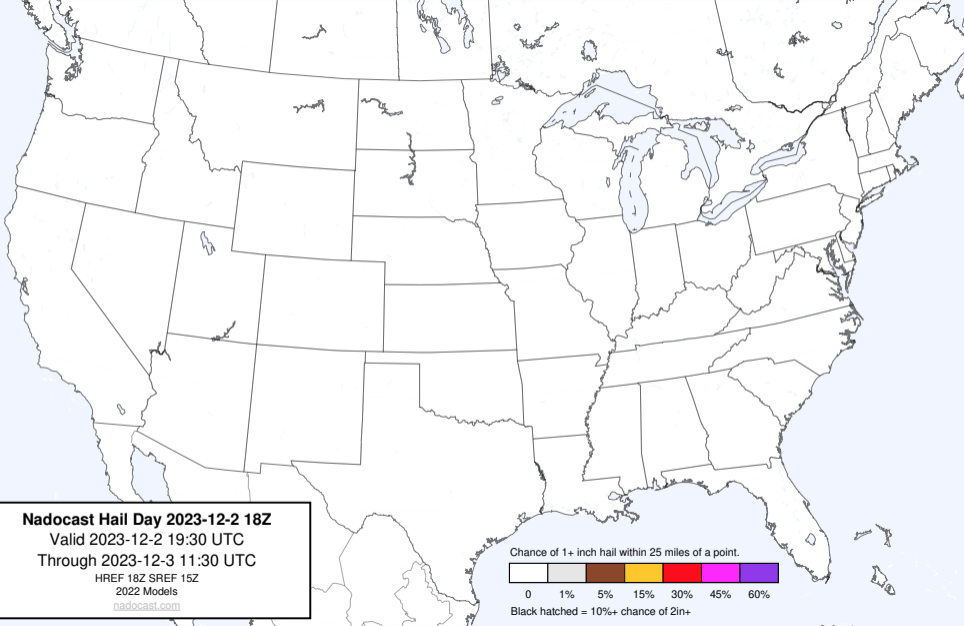 Nadocast Hail Day 2023-12-2 18Z
Valid 2023-12-2 19:30 UTC
Through 2023-12-3 11:30 UTC
HREF 18Z SREF 15Z
2022 Models
nadocast.com
Chance of 1+ inch hail within 25 miles of a point.
0 1% 5% 15% 30% 45% 60%
Black hatched = 10%+ chance of 2in+